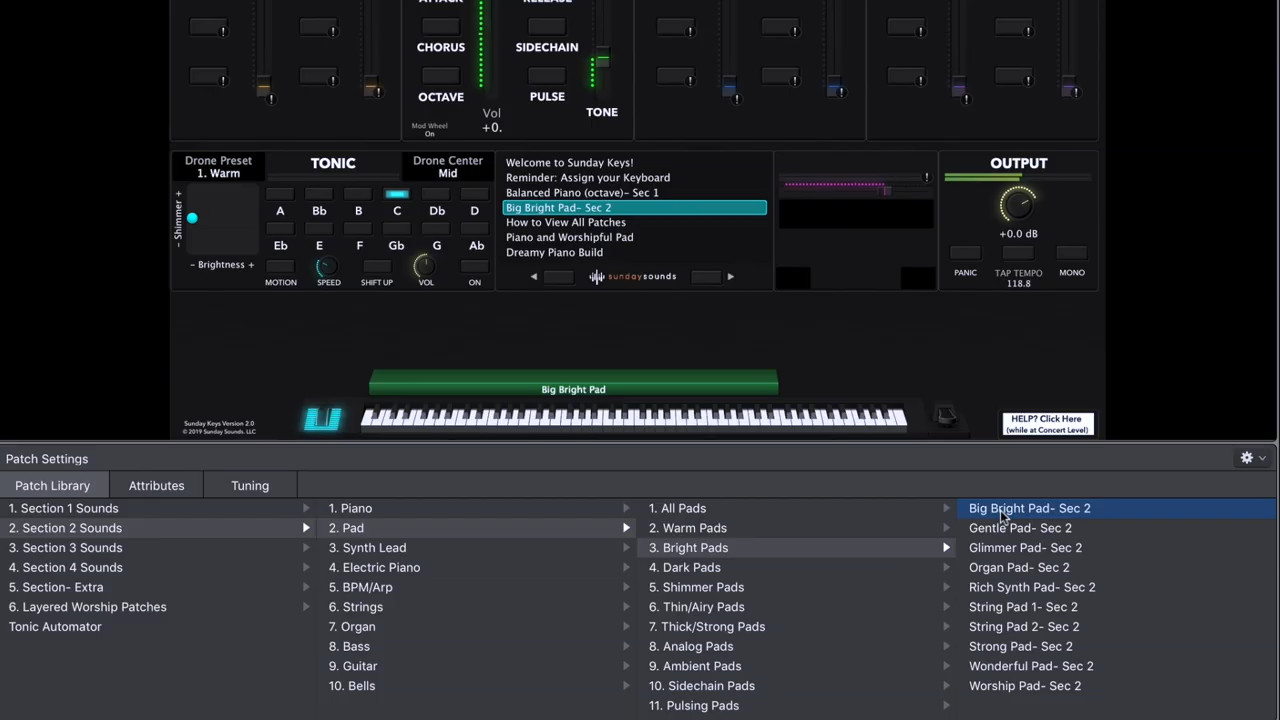 ATTACK
RELEASE
CHORUS
SIDECHAIN
OCTAVE
PULSE
TONE
Mod Wheel
On
Vol
+0.
Drone Preset
1. Warm
TONIC
Drone Center
Mid
- Shimmer +
A Bb B C Db D
Eb E F Gb G Ab
- Brightness +
MOTION SPEED SHIFT UP VOL ON
Welcome to Sunday Keys!
Reminder: Assign your Keyboard
Balanced Piano (octave)- Sec 1
Big Bright Pad- Sec 2
How to View All Patches
Piano and Worshipful Pad
Dreamy Piano Build
sundaysounds
OUTPUT
+0.0 dB
PANIC
TAP TEMPO
118.8
MONO
Big Bright Pad
Sunday Keys Version 2.0
© 2019 Sunday Sounds, LLC
HELP? Click Here
(while at Concert Level)
Patch Settings
Patch Library
Attributes
Tuning
1. Section 1 Sounds
2. Section 2 Sounds
3. Section 3 Sounds
4. Section 4 Sounds
5. Section- Extra
6. Layered Worship Patches
Tonic Automator
1. Piano
2. Pad
3. Synth Lead
4. Electric Piano
5. BPM/Arp
6. Strings
7. Organ
8. Bass
9. Guitar
10. Bells
1. All Pads
2. Warm Pads
3. Bright Pads
4. Dark Pads
5. Shimmer Pads
6. Thin/Airy Pads
7. Thick/Strong Pads
8. Analog Pads
9. Ambient Pads
10. Sidechain Pads
11. Pulsing Pads
Big Bright Pad- Sec 2
Gentle Pad- Sec 2
Glimmer Pad- Sec 2
Organ Pad- Sec 2
Rich Synth Pad- Sec 2
String Pad 1- Sec 2
String Pad 2- Sec 2
Strong Pad- Sec 2
Wonderful Pad- Sec 2
Worship Pad- Sec 2